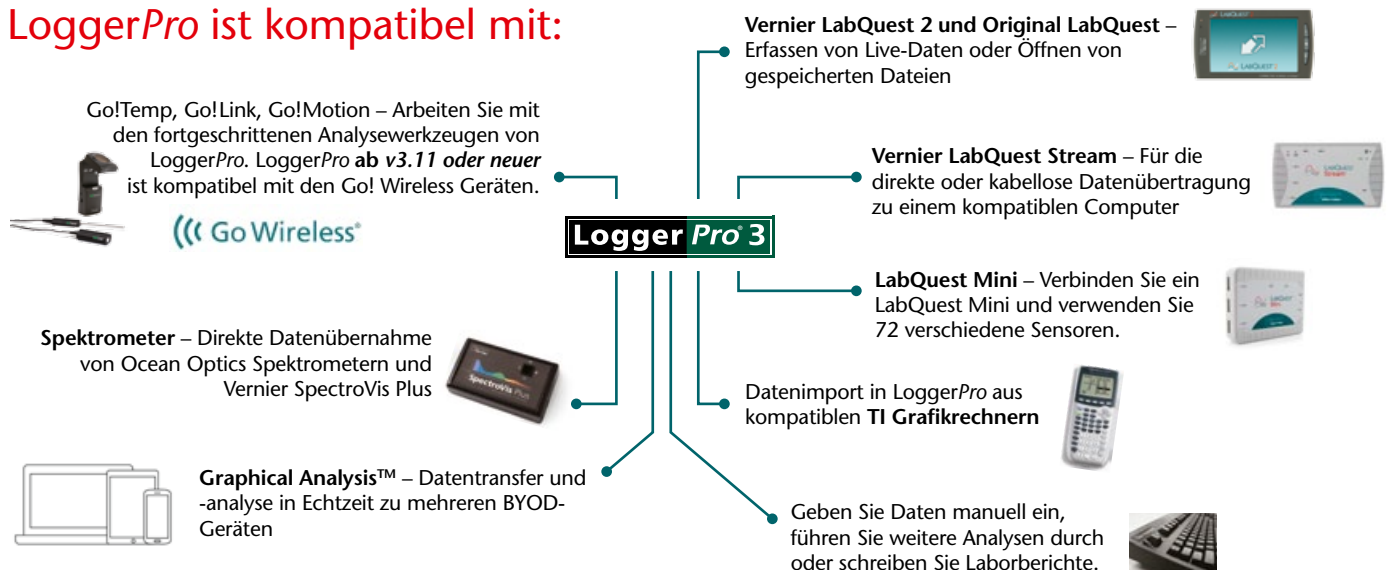 LoggerPro ist kompatibel mit:
Vernier LabQuest 2 und Original LabQuest –
Erfassen von Live-Daten oder Öffnen von
gespeicherten Dateien
Go!Temp, Go!Link, Go!Motion – Arbeiten Sie mit
den fortgeschrittenen Analysewerkzeugen von
LoggerPro. LoggerPro ab v3.11 oder neuer
ist kompatibel mit den Go! Wireless Geräten.
Go Wireless®
Vernier LabQuest Stream – Für die
direkte oder kabellose Datenübertragung
zu einem kompatiblen Computer
Logger Pro® 3
LabQuest Mini – Verbinden Sie ein
LabQuest Mini und verwenden Sie
72 verschiedene Sensoren.
Spektrometer – Direkte Datenübernahme
von Ocean Optics Spektrometern und
Vernier SpectroVis Plus
SpectroVis Plus
Datenimport in LoggerPro aus
kompatiblen TI Grafikrechnern
Graphical Analysis™ – Datentransfer und
-analyse in Echtzeit zu mehreren BYOD-
Geräten
Geben Sie Daten manuell ein,
führen Sie weitere Analysen durch
oder schreiben Sie Laborberichte.
LABQUEST 2
LabQuest
Stream
LabQuest
Mini